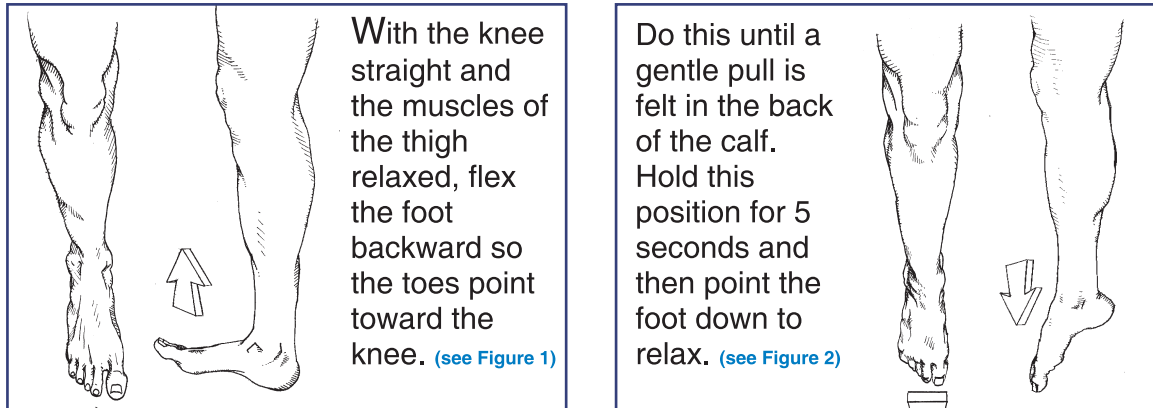 With the knee
straight and
the muscles of
the thigh
relaxed, flex
the foot
backward so
the toes point
toward the
knee. (see Figure 1)
Do this until a
gentle pull is
felt in the back
of the calf.
Hold this
position for 5
seconds and
then point the
foot down to
relax. (see Figure 2)